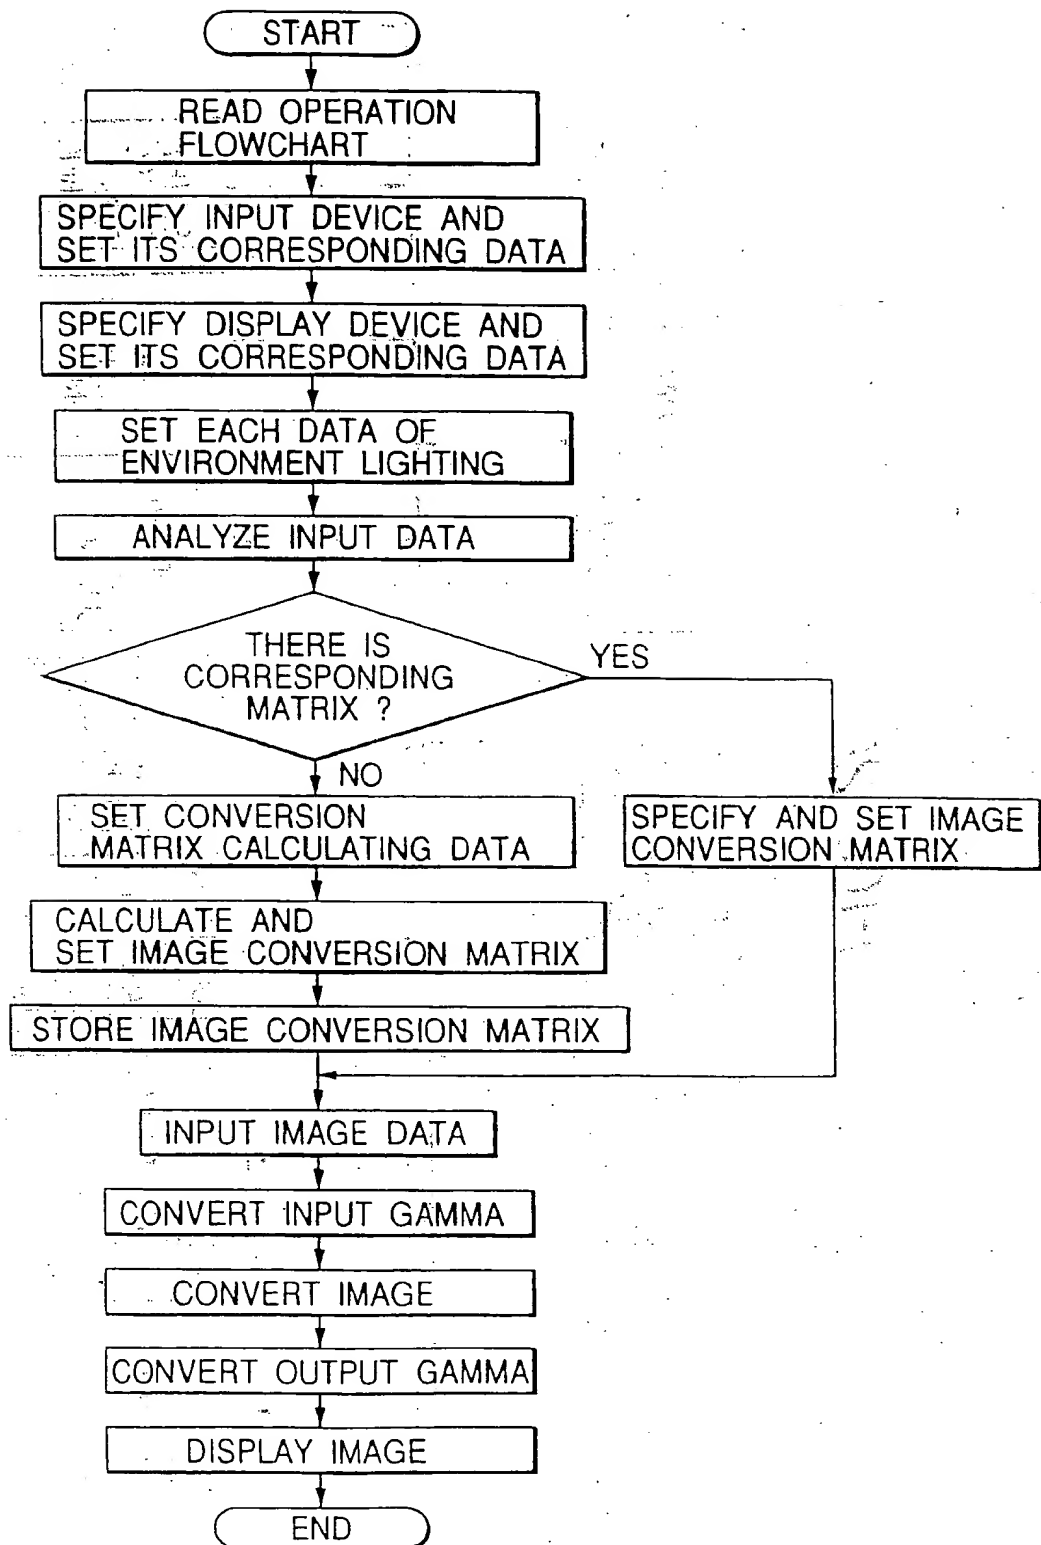 START
READ OPERATION
FLOWCHART
SPECIFY INPUT DEVICE AND
SET ITS CORRESPONDING DATA
SPECIFY DISPLAY DEVICE AND
SET ITS CORRESPONDING DATA
SET EACH DATA OF
ENVIRONMENT LIGHTING
ANALYZE INPUT DATA
THERE IS
CORRESPONDING
MATRIX ?
YES
NO
SET CONVERSION
MATRIX CALCULATING DATA
SPECIFY AND SET IMAGE
CONVERSION MATRIX
CALCULATE AND
SET IMAGE CONVERSION MATRIX
STORE IMAGE CONVERSION MATRIX
INPUT IMAGE DATA
CONVERT INPUT GAMMA
CONVERT IMAGE
CONVERT OUTPUT GAMMA
DISPLAY IMAGE
END